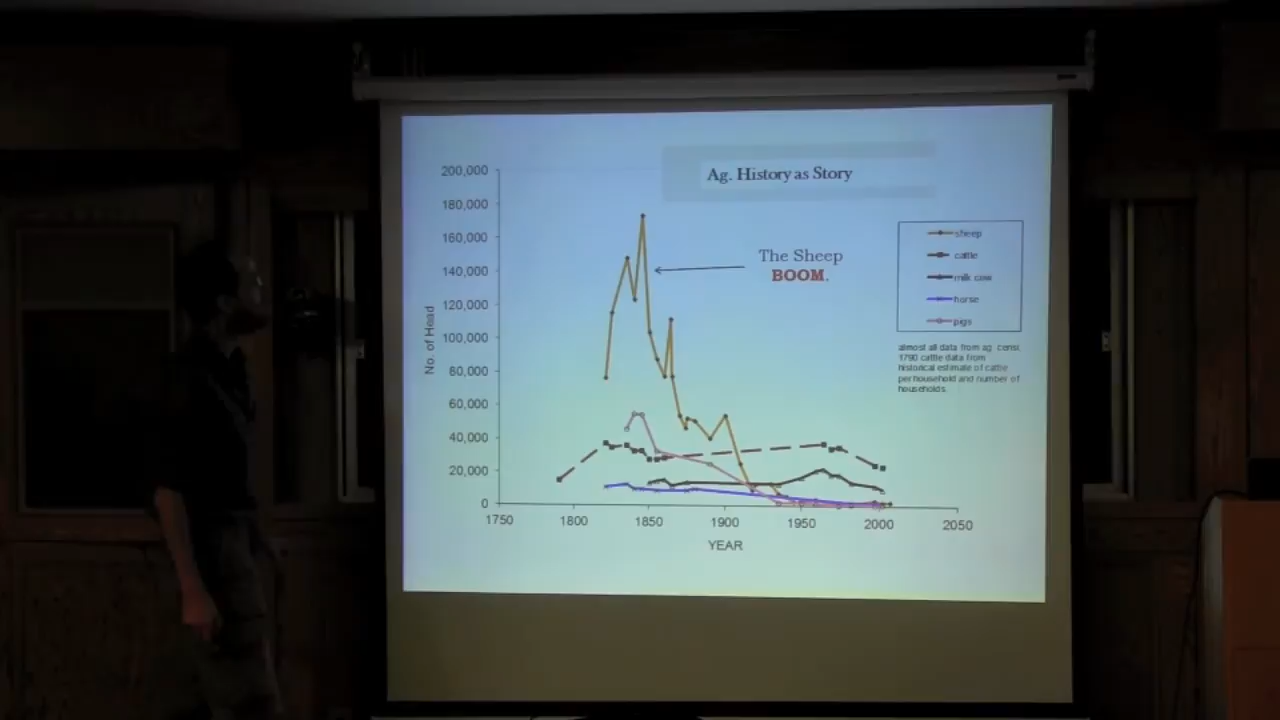 Ag. History as Story
200,000
180,000
160,000
140,000
120,000
100,000
80,000
60,000
40,000
20,000
0
No. of Head
1750
1800
1850
1900
1950
2000
2050
YEAR
The Sheep
BOOM.
sheep
cattle
milk cow
horse
pigs
almost all data from ag censi,
1790 cattle data from
historical estimate of cattle
per household and number of
households.